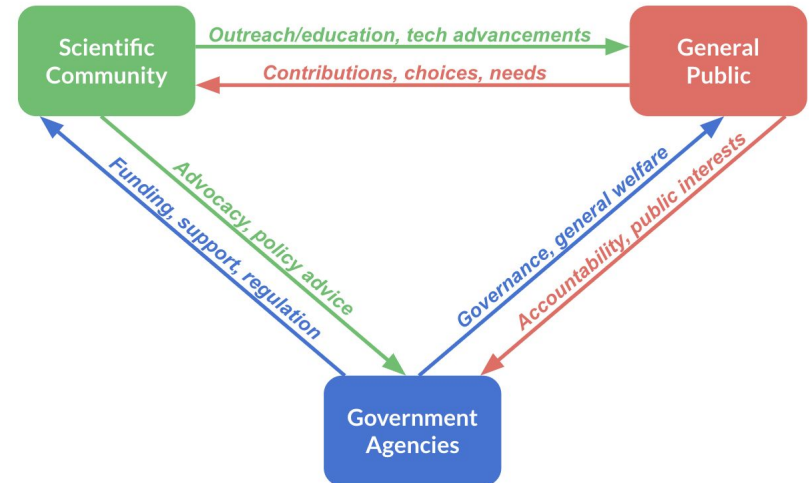 Scientific
Community
Outreach/education, tech advancements
Contributions, choices, needs
General
Public
Funding, support, regulation
Advocacy, policy advice
Governance, general welfare
Accountability, public interests
Government
Agencies